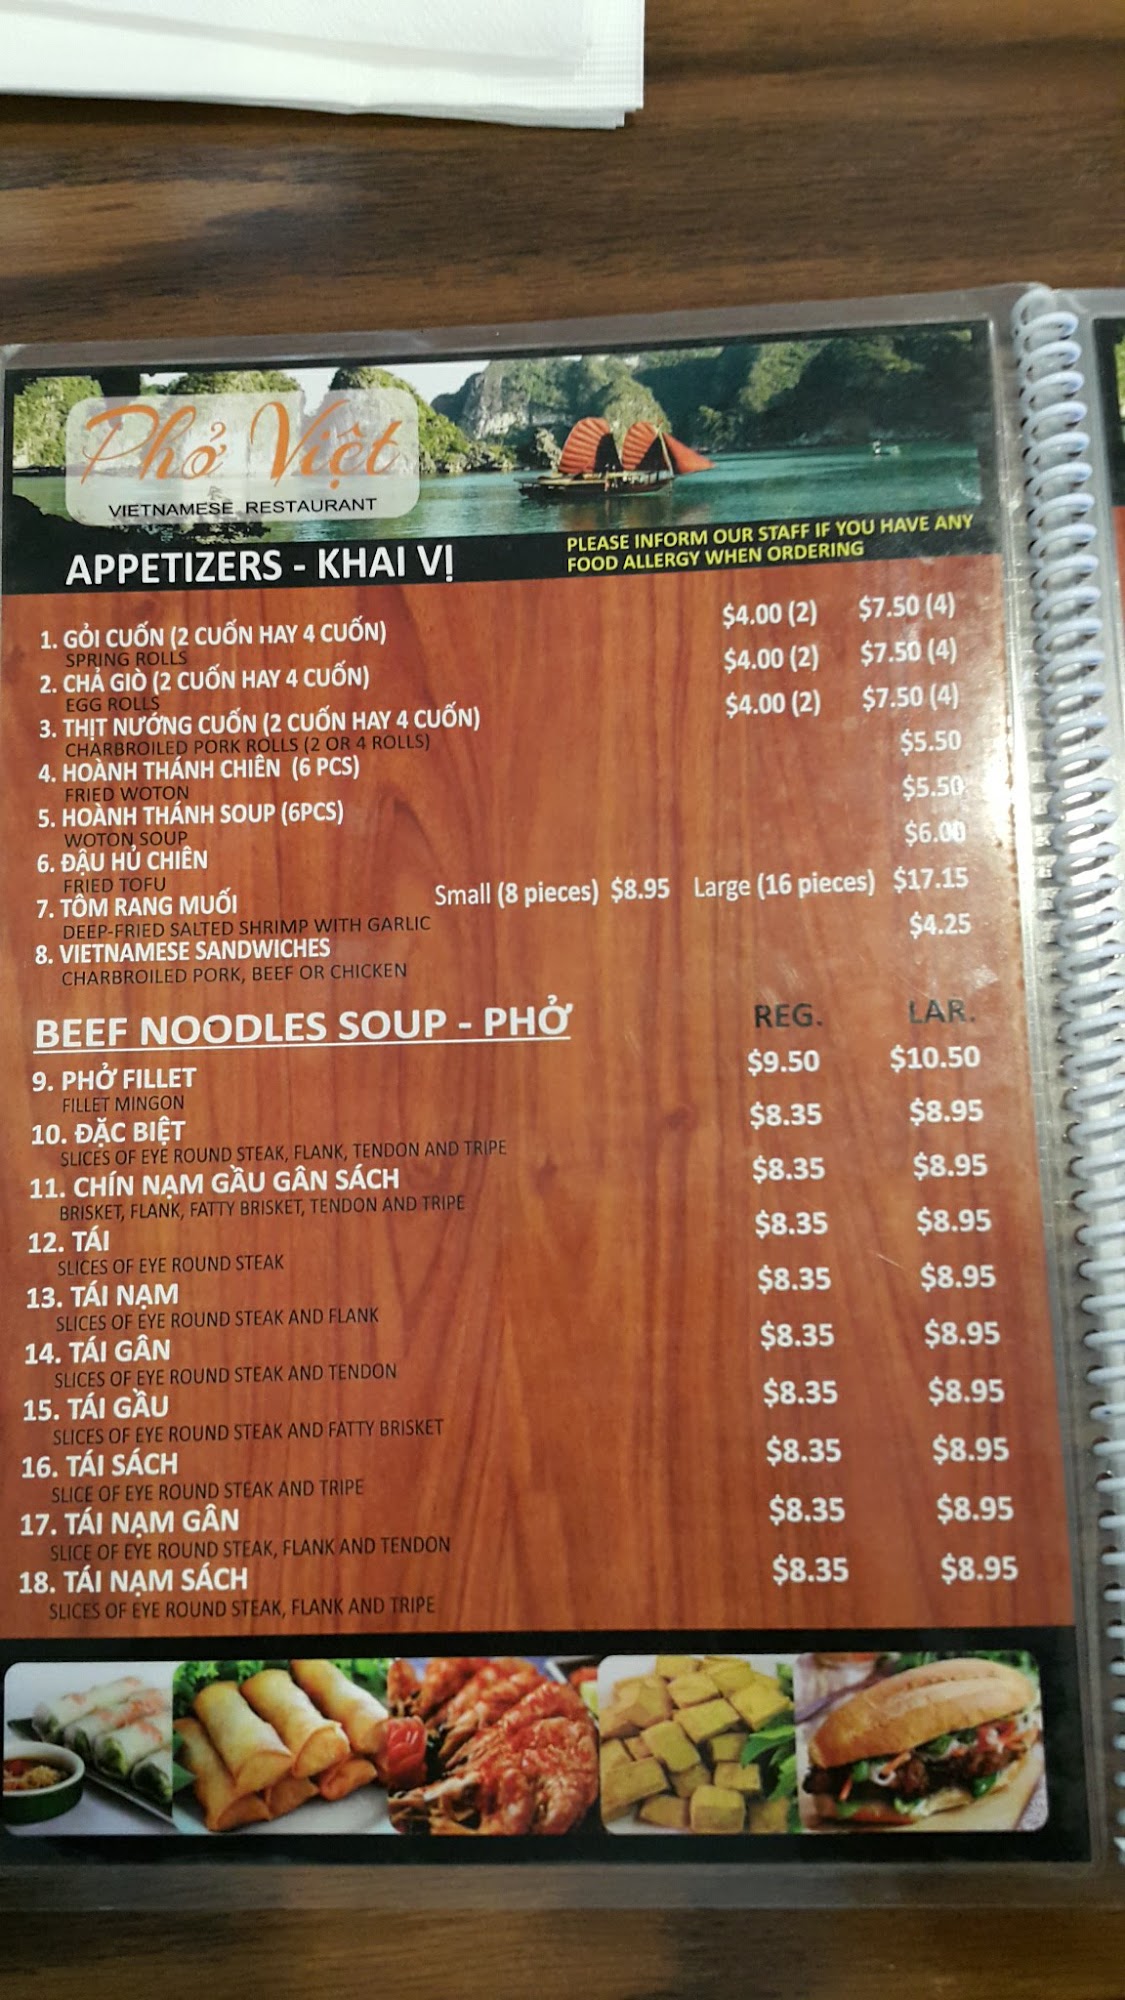 Phở Việt
VIETNAMESE RESTAURANT
APPETIZERS - KHAI VỊ
PLEASE INFORM OUR STAFF IF YOU HAVE ANY
FOOD ALLERGY WHEN ORDERING
1. GỎI CUỐN (2 CUỐN HAY 4 CUỐN) $4.00 (2) $7.50 (4)
SPRING ROLLS
2. CHẢ GIÒ (2 CUỐN HAY 4 CUỐN) $4.00 (2) $7.50 (4)
EGG ROLLS
3. THỊT NƯỚNG CUỐN (2 CUỐN HAY 4 CUỐN) $4.00 (2) $7.50 (4)
CHARBROILED PORK ROLLS (2 OR 4 ROLLS)
4. HOÀNH THÁNH CHIÊN (6 PCS) $5.50
FRIED WOTON
5. HOÀNH THÁNH SOUP (6PCS) $5.50
WOTON SOUP
6. ĐẬU HỦ CHIÊN $6.00
FRIED TOFU
7. TÔM RANG MUỐI Small (8 pieces) $8.95 Large (16 pieces) $17.15
DEEP-FRIED SALTED SHRIMP WITH GARLIC
8. VIETNAMESE SANDWICHES $4.25
CHARBROILED PORK, BEEF OR CHICKEN
BEEF NOODLES SOUP - PHỞ REG. LAR.
9. PHỞ FILLET $9.50 $10.50
FILLET MINGON
10. ĐẶC BIỆT $8.35 $8.95
SLICES OF EYE ROUND STEAK, FLANK, TENDON AND TRIPE
11. CHÍN NẠM GẦU GÂN SÁCH $8.35 $8.95
BRISKET, FLANK, FATTY BRISKET, TENDON AND TRIPE
12. TÁI $8.35 $8.95
SLICES OF EYE ROUND STEAK
13. TÁI NẠM $8.35 $8.95
SLICES OF EYE ROUND STEAK AND FLANK
14. TÁI GÂN $8.35 $8.95
SLICES OF EYE ROUND STEAK AND TENDON
15. TÁI GẦU $8.35 $8.95
SLICES OF EYE ROUND STEAK AND FATTY BRISKET
16. TÁI SÁCH $8.35 $8.95
SLICE OF EYE ROUND STEAK AND TRIPE
17. TÁI NẠM GÂN $8.35 $8.95
SLICE OF EYE ROUND STEAK, FLANK AND TENDON
18. TÁI NẠM SÁCH $8.35 $8.95
SLICES OF EYE ROUND STEAK, FLANK AND TRIPE